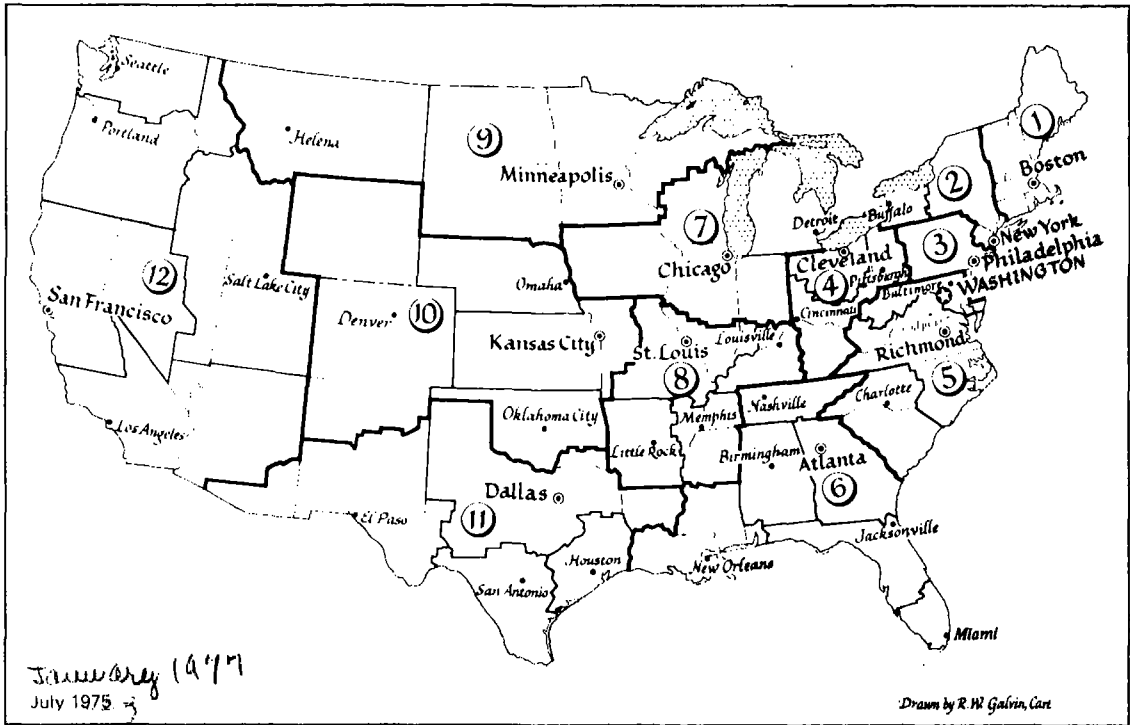 Seattle
Portland
Helena
9
Minneapolis
1
Boston
2
Buffalo
Detroit
7
Chicago
New York
3
Philadelphia
Cleveland
Pittsburgh
WASHINGTON
Baltimore
4
Cincinnati
12
Salt Lake City
San Francisco
Omaha
10
Denver
Kansas City
St. Louis
Louisville
Richmond
8
5
Charlotte
Nashville
Memphis
Oklahoma City
Los Angeles
Little Rock
Birmingham
Atlanta
6
Dallas
11
El Paso
Jacksonville
Houston
New Orleans
San Antonio
Miami
January 1977
July 1975
Drawn by R.W. Galvin, Cart